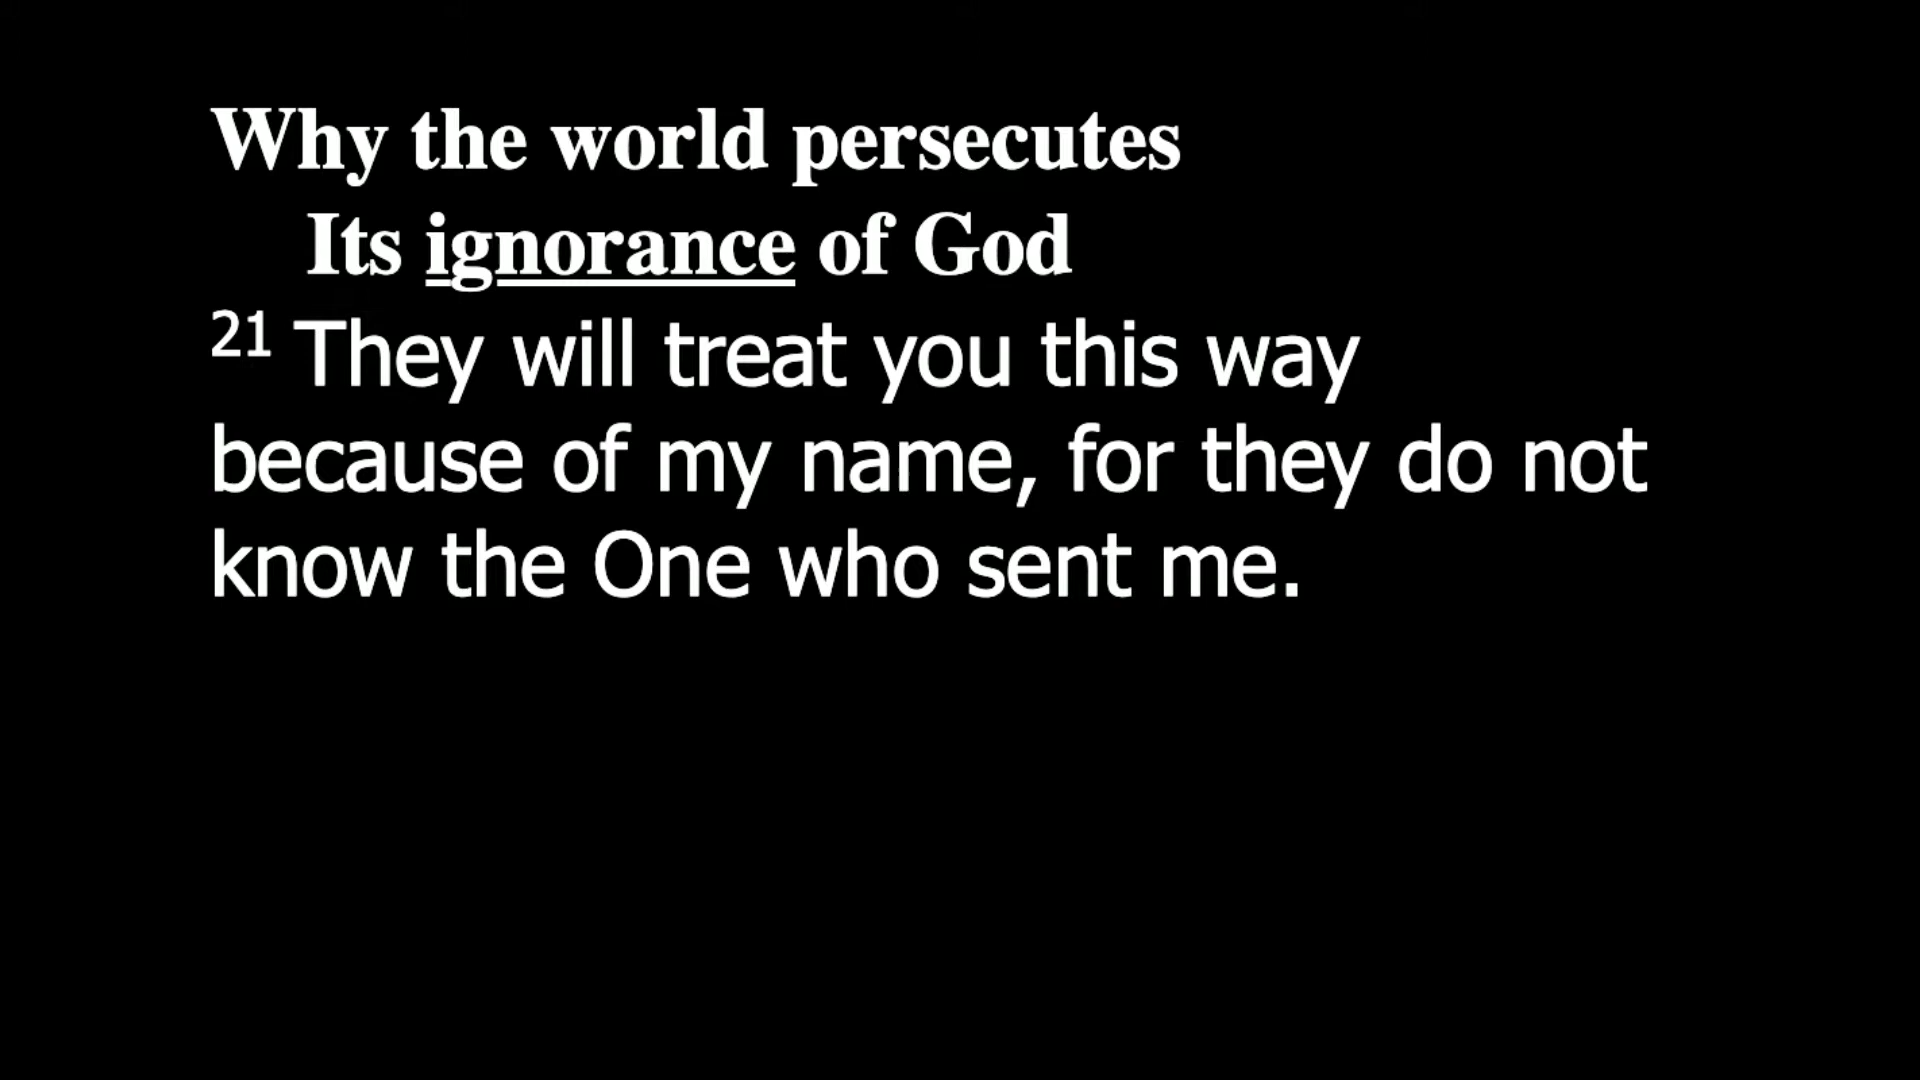 Why the world persecutes
Its ignorance of God
21 They will treat you this way
because of my name, for they do not
know the One who sent me.